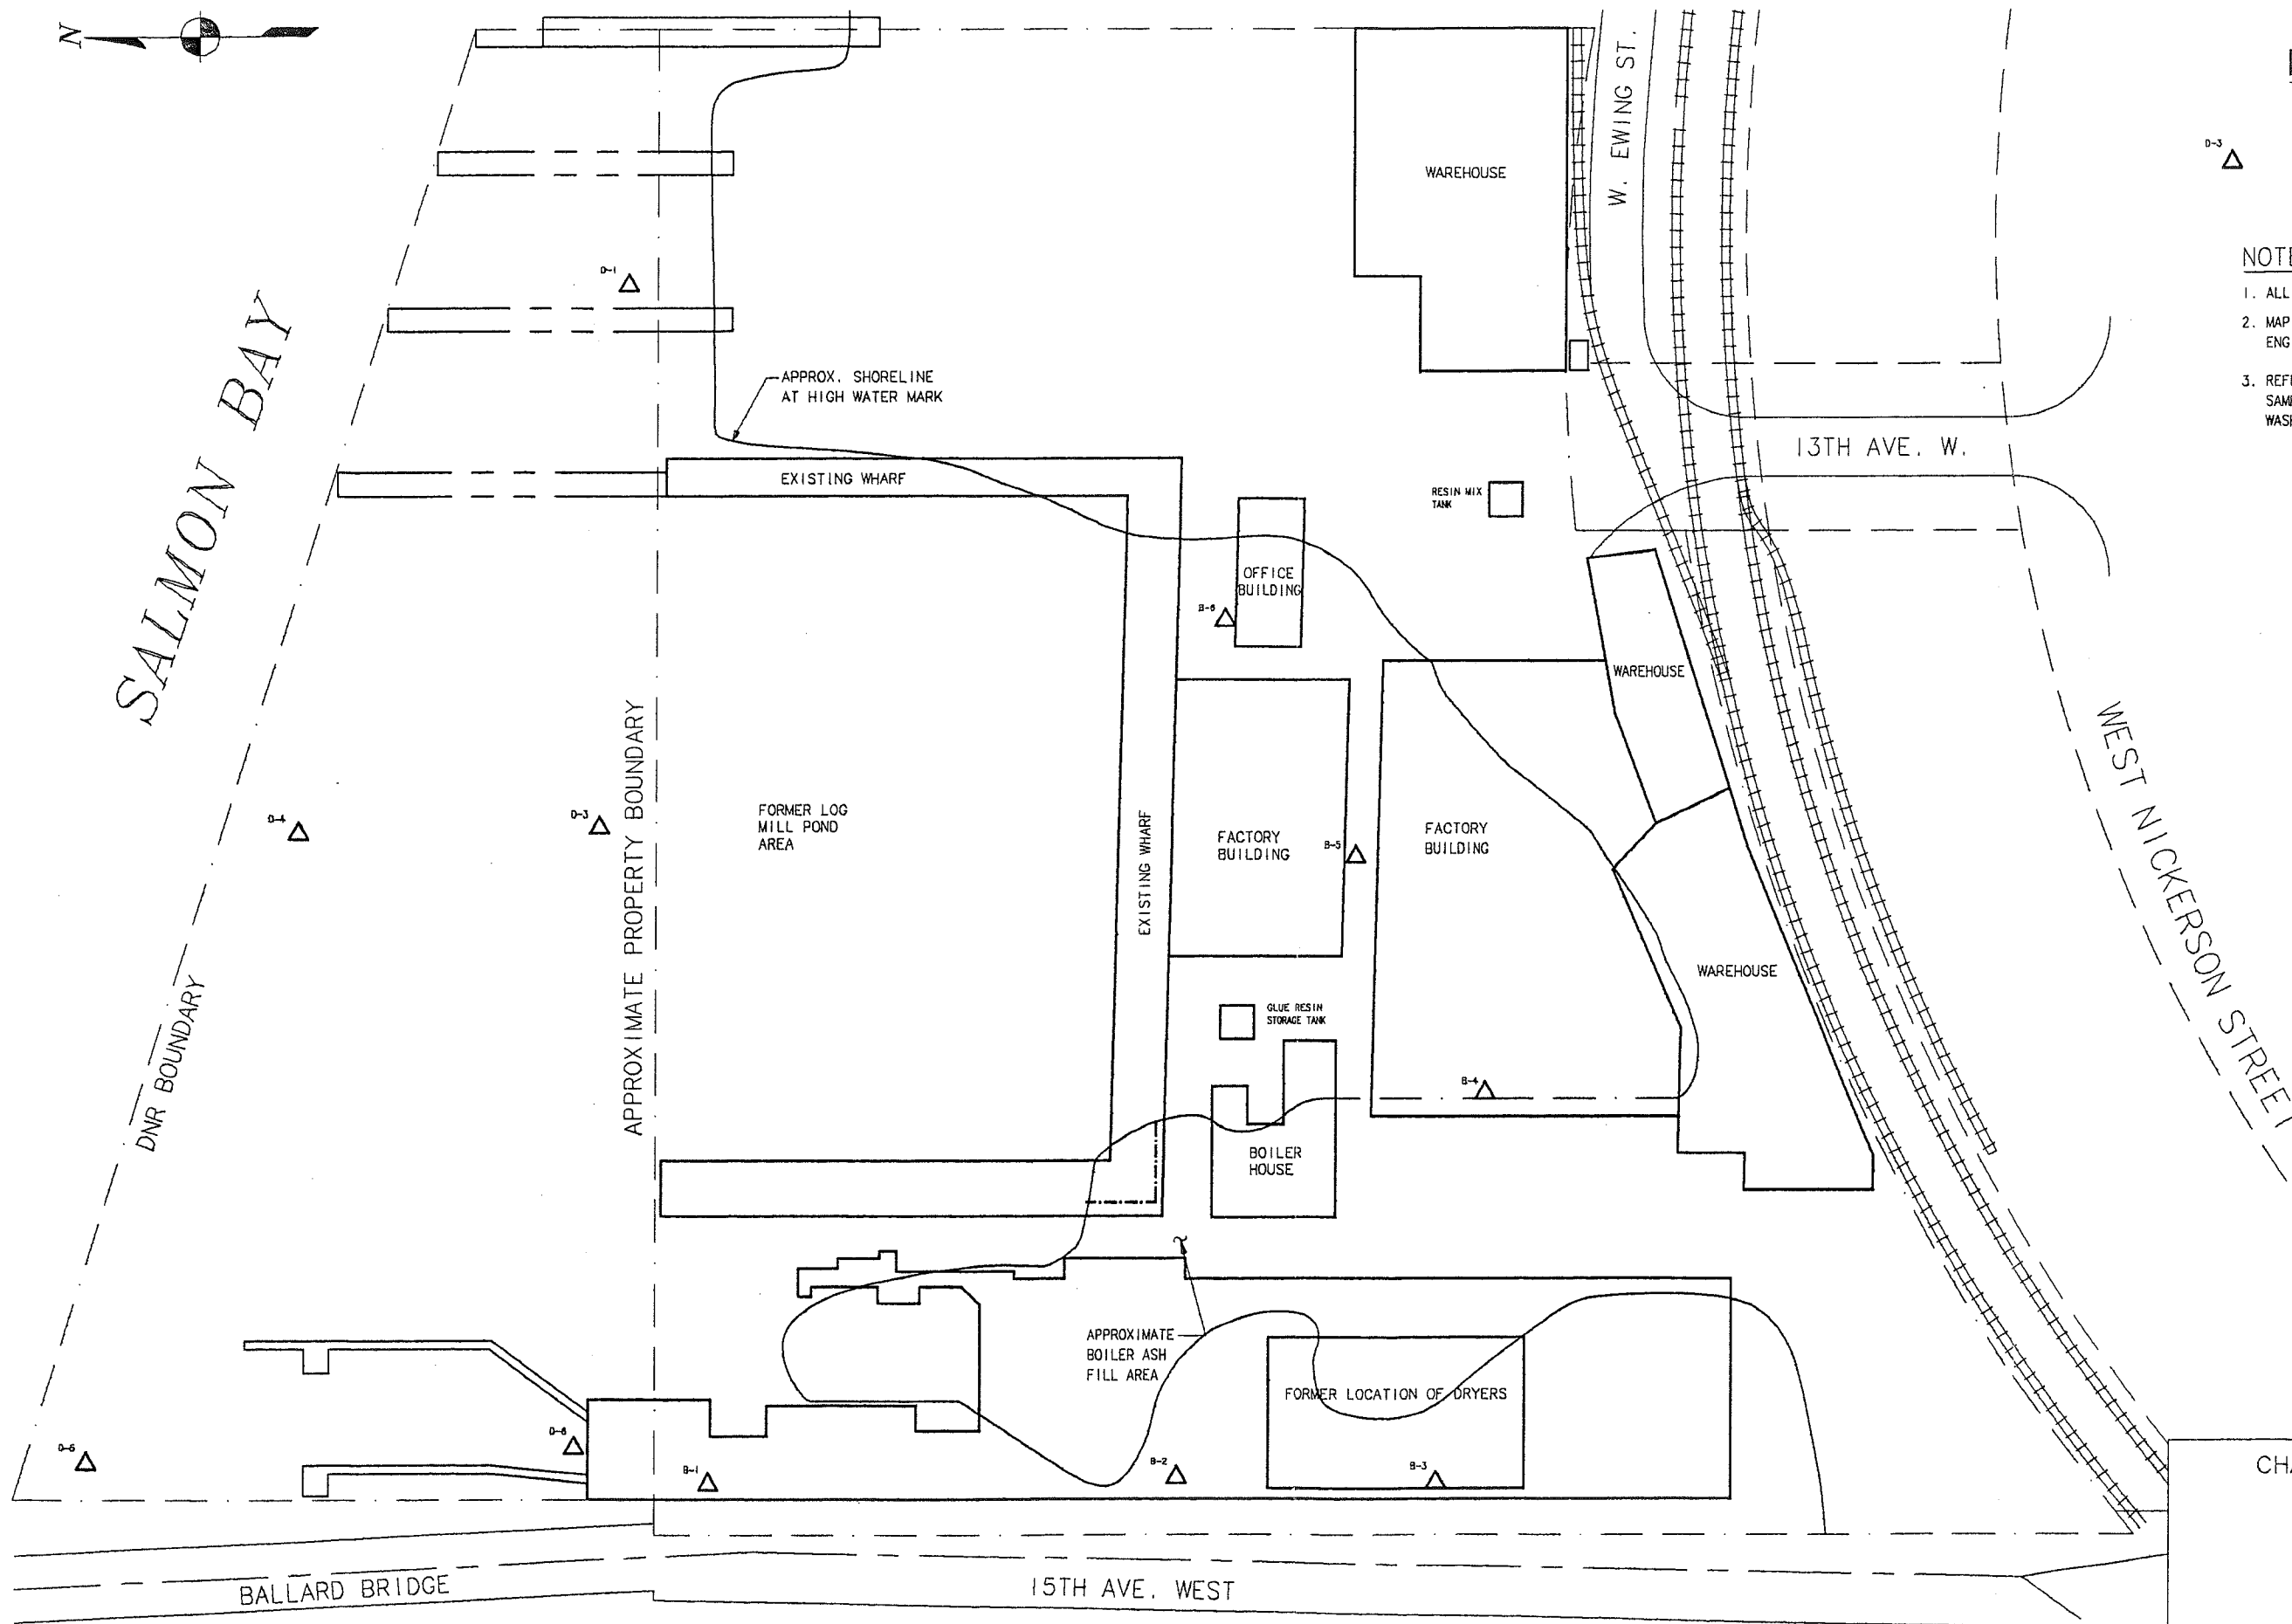 N
W. EWING ST.
WAREHOUSE
D-3
D-1
SALMON BAY
NOTE
1. ALL
2. MAP
ENG
3. REF
SAM
WAS
APPROX. SHORELINE
AT HIGH WATER MARK
13TH AVE. W.
EXISTING WHARF
RESIN MIX
TANK
OFFICE
BUILDING
B-6
WAREHOUSE
WEST NICKERSON STREET
APPROXIMATE PROPERTY BOUNDARY
D-4
D-3
FORMER LOG
MILL POND
AREA
EXISTING WHARF
FACTORY
BUILDING
B-5
FACTORY
BUILDING
WAREHOUSE
DNR BOUNDARY
GLUE RESIN
STORAGE TANK
B-4
BOILER
HOUSE
APPROXIMATE
BOILER ASH
FILL AREA
FORMER LOCATION OF DRYERS
B-1
B-2
B-3
CHA
BALLARD BRIDGE
15TH AVE. WEST